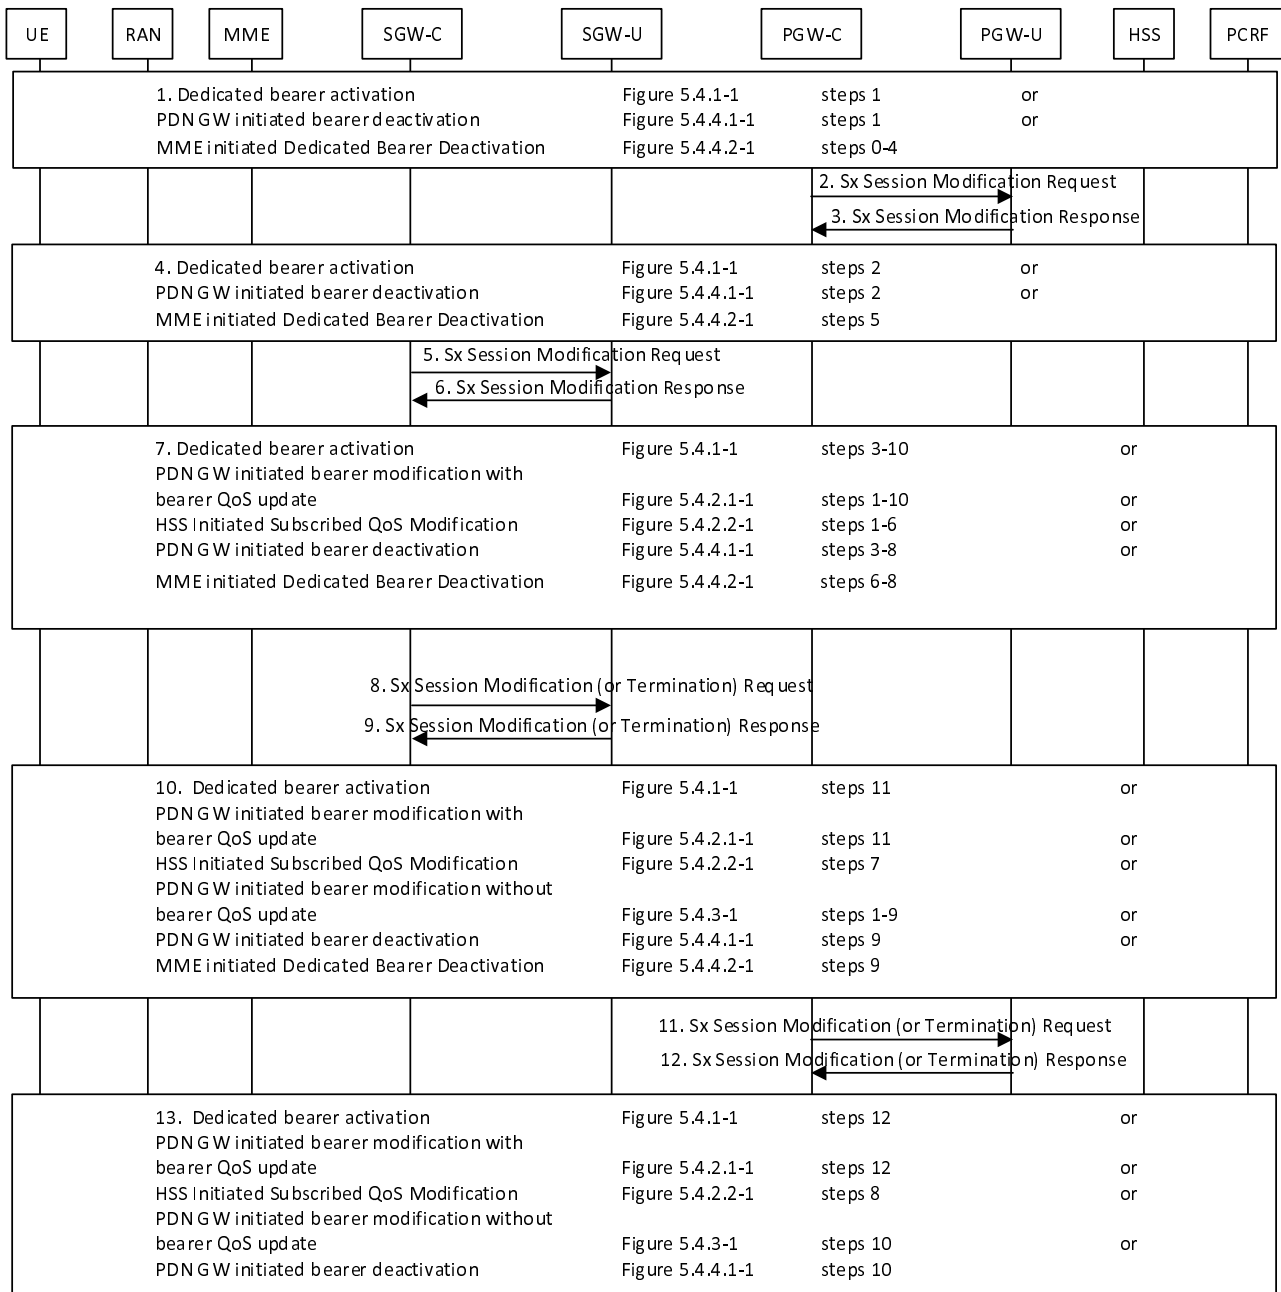 UE RAN MME SGW-C SGW-U PGW-C PGW-U HSS PCRF
1. Dedicated bearer activation Figure 5.4.1-1 steps 1 or
PDN GW initiated bearer deactivation Figure 5.4.4.1-1 steps 1 or
MME initiated Dedicated Bearer Deactivation Figure 5.4.4.2-1 steps 0-4
2. Sx Session Modification Request
3. Sx Session Modification Response
4. Dedicated bearer activation Figure 5.4.1-1 steps 2 or
PDN GW initiated bearer deactivation Figure 5.4.4.1-1 steps 2 or
MME initiated Dedicated Bearer Deactivation Figure 5.4.4.2-1 steps 5
5. Sx Session Modification Request
6. Sx Session Modification Response
7. Dedicated bearer activation Figure 5.4.1-1 steps 3-10 or
PDN GW initiated bearer modification with
bearer QoS update Figure 5.4.2.1-1 steps 1-10 or
HSS Initiated Subscribed QoS Modification Figure 5.4.2.2-1 steps 1-6 or
PDN GW initiated bearer deactivation Figure 5.4.4.1-1 steps 3-8 or
MME initiated Dedicated Bearer Deactivation Figure 5.4.4.2-1 steps 6-8
8. Sx Session Modification (or Termination) Request
9. Sx Session Modification (or Termination) Response
10. Dedicated bearer activation Figure 5.4.1-1 steps 11 or
PDN GW initiated bearer modification with
bearer QoS update Figure 5.4.2.1-1 steps 11 or
HSS Initiated Subscribed QoS Modification Figure 5.4.2.2-1 steps 7 or
PDN GW initiated bearer modification without
bearer QoS update Figure 5.4.3-1 steps 1-9 or
PDN GW initiated bearer deactivation Figure 5.4.4.1-1 steps 9 or
MME initiated Dedicated Bearer Deactivation Figure 5.4.4.2-1 steps 9
11. Sx Session Modification (or Termination) Request
12. Sx Session Modification (or Termination) Response
13. Dedicated bearer activation Figure 5.4.1-1 steps 12 or
PDN GW initiated bearer modification with
bearer QoS update Figure 5.4.2.1-1 steps 12 or
HSS Initiated Subscribed QoS Modification Figure 5.4.2.2-1 steps 8 or
PDN GW initiated bearer modification without
bearer QoS update Figure 5.4.3-1 steps 10 or
PDN GW initiated bearer deactivation Figure 5.4.4.1-1 steps 10